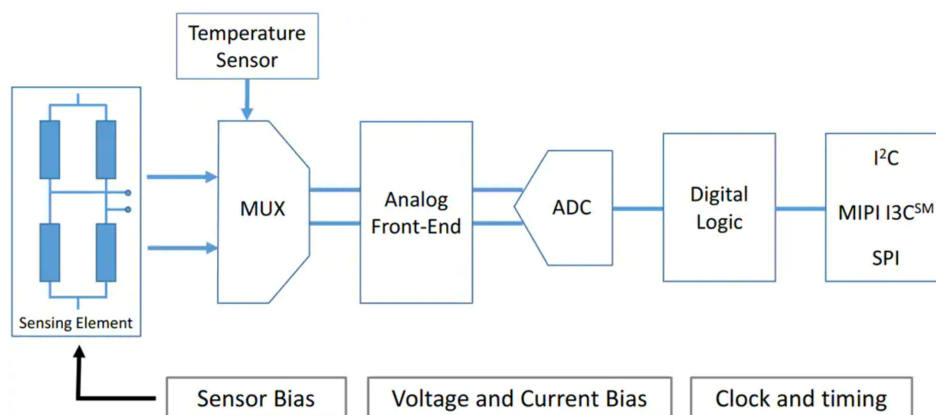 Temperature
Sensor
Sensing Element
MUX
Analog
Front-End
ADC
Digital
Logic
I²C
MIPI I3Cˢᴹ
SPI
Sensor Bias
Voltage and Current Bias
Clock and timing